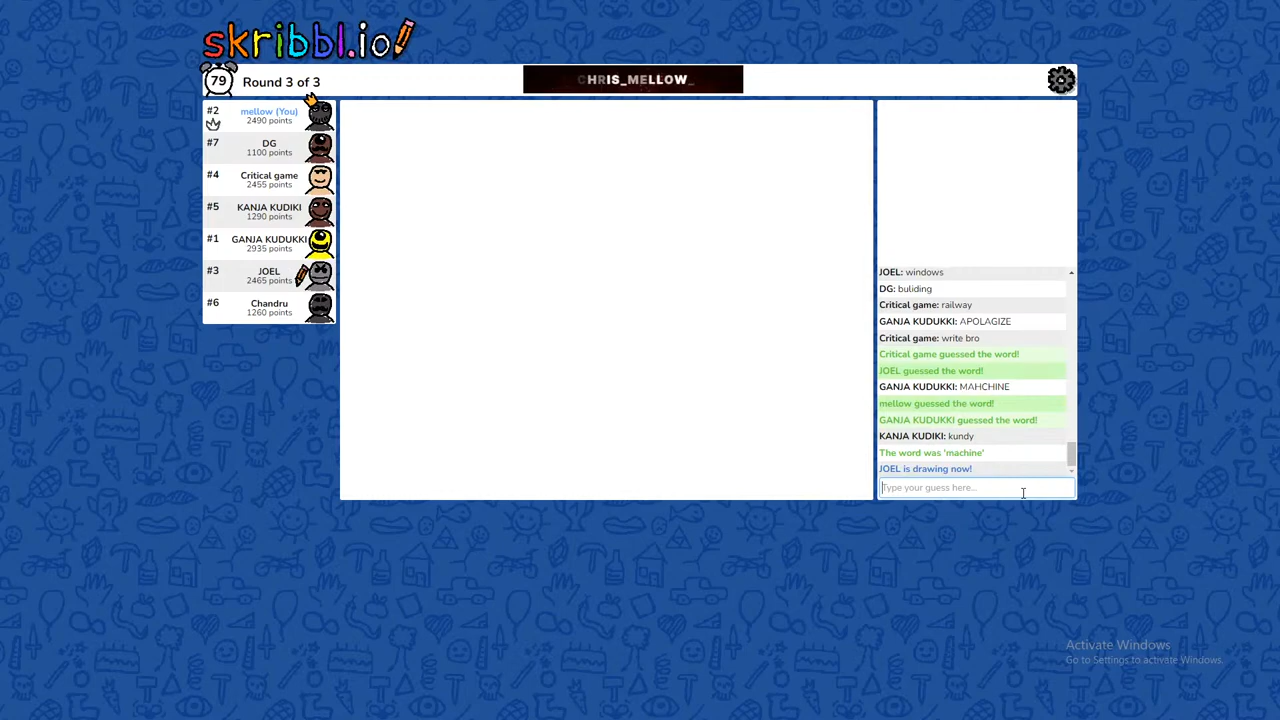 skribbl.io
79
Round 3 of 3
CHRIS_MELLOW_
#2
mellow (You)
2490 points
#7
DG
1100 points
#4
Critical game
2455 points
#5
KANJA KUDIKI
1290 points
#1
GANJA KUDUKKI
2935 points
#3
JOEL
2465 points
#6
Chandru
1260 points
JOEL: windows
DG: buliding
Critical game: railway
GANJA KUDUKKI: APOLAGIZE
Critical game: write bro
Critical game guessed the word!
JOEL guessed the word!
GANJA KUDUKKI: MAHCHINE
mellow guessed the word!
GANJA KUDUKKI guessed the word!
KANJA KUDIKI: kundy
The word was 'machine'
JOEL is drawing now!
Type your guess here...
Activate Windows
Go to Settings to activate Windows.